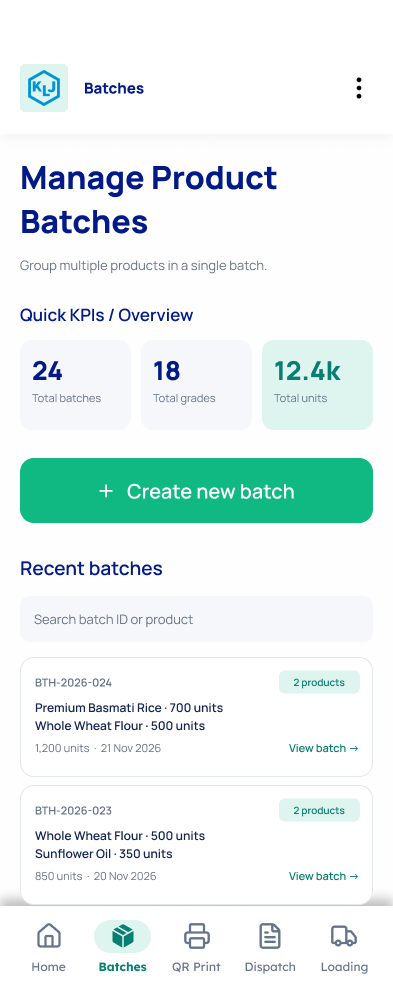 KLJ
Batches
Manage Product
Batches
Group multiple products in a single batch.
Quick KPIs / Overview
24
Total batches
18
Total grades
12.4k
Total units
+ Create new batch
Recent batches
Search batch ID or product
BTH-2026-024
2 products
Premium Basmati Rice · 700 units
Whole Wheat Flour · 500 units
1,200 units · 21 Nov 2026
View batch →
BTH-2026-023
2 products
Whole Wheat Flour · 500 units
Sunflower Oil · 350 units
850 units · 20 Nov 2026
View batch →
Home
Batches
QR Print
Dispatch
Loading